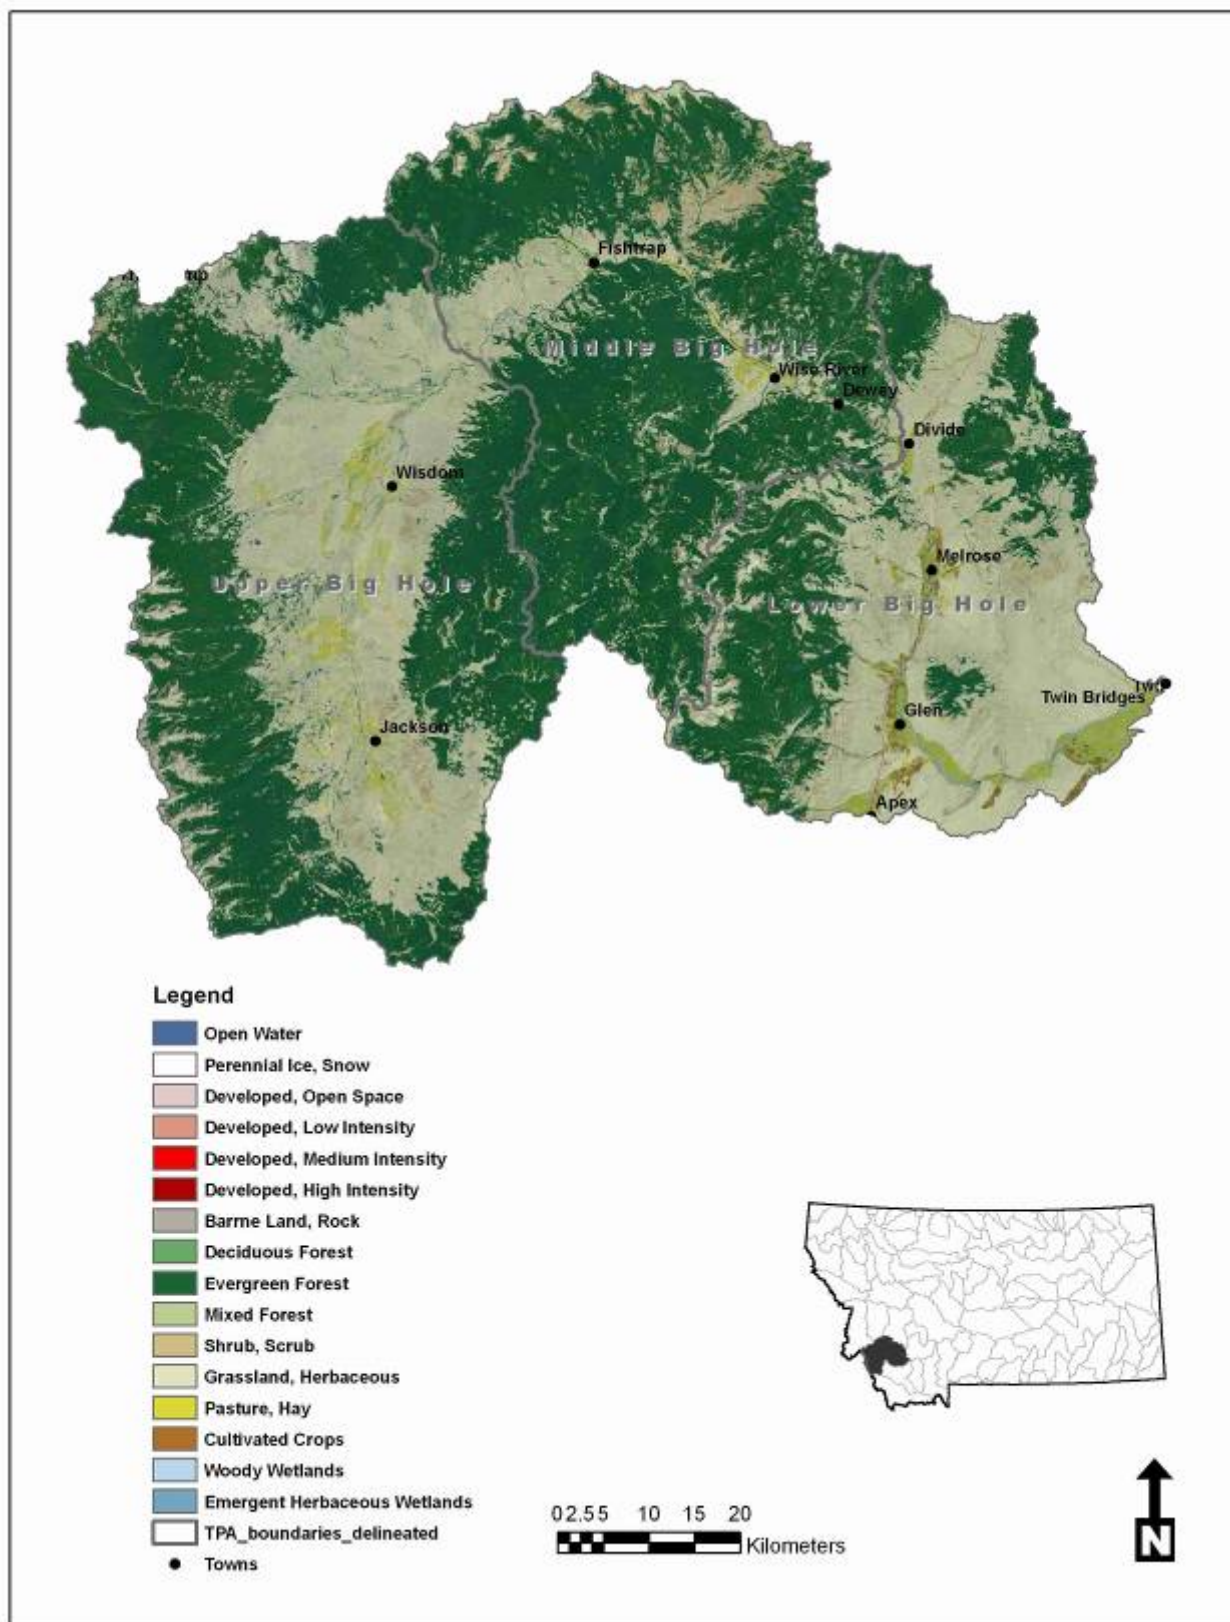 Fishtrap
Middle Big Hole
Wise River
Deway
Divide
Wisdom
Melrose
Upper Big Hole
Lower Big Hole
Twin Bridges
Glen
Jackson
Apex
Legend
Open Water
Perennial Ice, Snow
Developed, Open Space
Developed, Low Intensity
Developed, Medium Intensity
Developed, High Intensity
Barrne Land, Rock
Deciduous Forest
Evergreen Forest
Mixed Forest
Shrub, Scrub
Grassland, Herbaceous
Pasture, Hay
Cultivated Crops
Woody Wetlands
Emergent Herbaceous Wetlands
TPA_boundaries_delineated
Towns
0 2.5 5 10 15 20
Kilometers
N